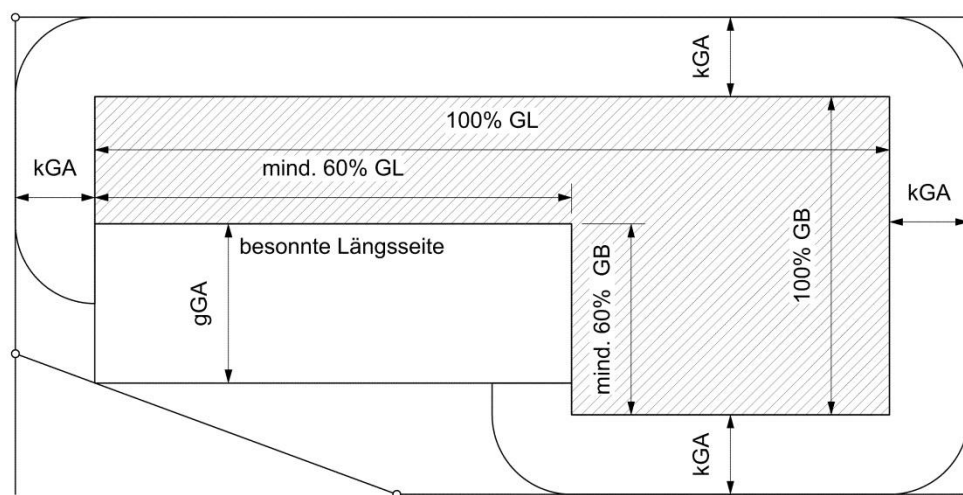 kGA
100% GL
mind. 60% GL
kGA
kGA
100% GB
besonnte Längsseite
gGA
mind. 60% GB
kGA